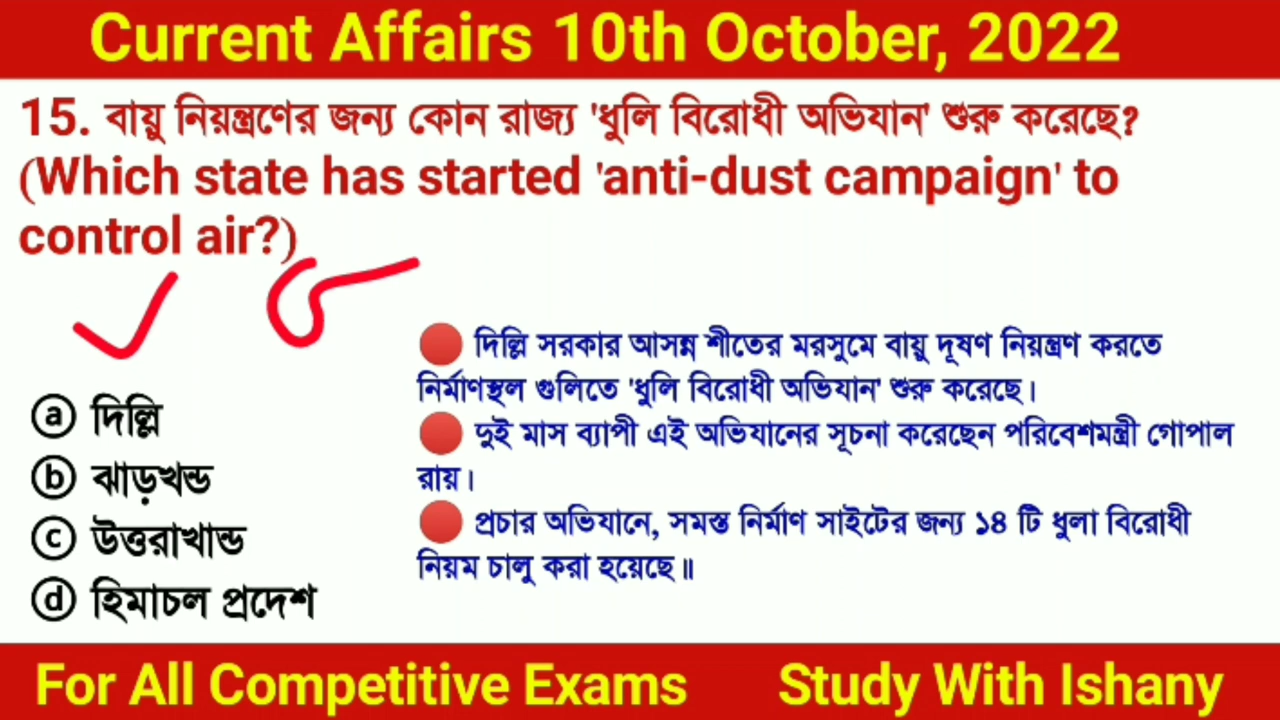 Current Affairs 10th October, 2022
15. বায়ু নিয়ন্ত্রণের জন্য কোন রাজ্য 'ধুলি বিরোধী অভিযান' শুরু করেছে?
(Which state has started 'anti-dust campaign' to
control air?)
ⓐ দিল্লি
ⓑ ঝাড়খন্ড
ⓒ উত্তরাখান্ড
ⓓ হিমাচল প্রদেশ
🔴 দিল্লি সরকার আসন্ন শীতের মরসুমে বায়ু দূষণ নিয়ন্ত্রণ করতে
নির্মাণস্থল গুলিতে 'ধুলি বিরোধী অভিযান' শুরু করেছে।
🔴 দুই মাস ব্যাপী এই অভিযানের সূচনা করেছেন পরিবেশমন্ত্রী গোপাল
রায়।
🔴 প্রচার অভিযানে, সমস্ত নির্মাণ সাইটের জন্য ১৪ টি ধুলা বিরোধী
নিয়ম চালু করা হয়েছে॥
For All Competitive Exams Study With Ishany